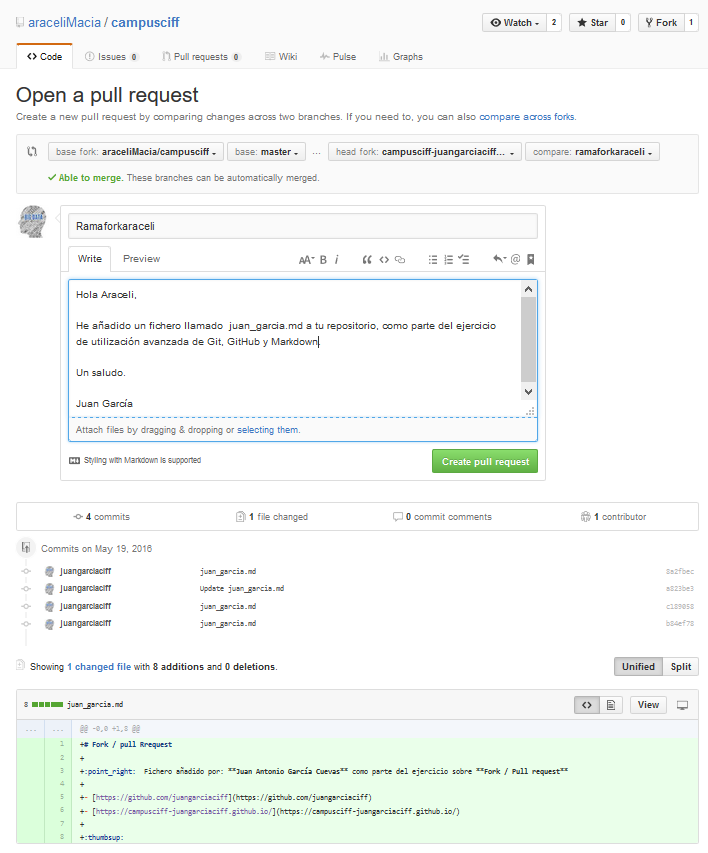 araceliMacia / campusciff
Watch 2 Star 0 Fork 1
Code Issues 0 Pull requests 0 Wiki Pulse Graphs
Open a pull request
Create a new pull request by comparing changes across two branches. If you need to, you can also compare across forks.
base fork: araceliMacia/campusciff base: master ... head fork: campusciff-juangarciaciff... compare: ramaforkaraceli
Able to merge. These branches can be automatically merged.
BIG DATA
Ramaforkaraceli
Write Preview AA B i
Hola Araceli,
He añadido un fichero llamado juan_garcia.md a tu repositorio, como parte del ejercicio
de utilización avanzada de Git, GitHub y Markdown.
Un saludo.
Juan García
Attach files by dragging & dropping or selecting them.
Styling with Markdown is supported Create pull request
4 commits 1 file changed 0 commit comments 1 contributor
Commits on May 19, 2016
juangarciaciff juan_garcia.md 8a2fbec
juangarciaciff Update juan_garcia.md a823be3
juangarciaciff juan_garcia.md c189058
juangarciaciff juan_garcia.md b84ef78
Showing 1 changed file with 8 additions and 0 deletions. Unified Split
8 juan_garcia.md View
... ... @@ -0,0 +1,8 @@
1 +# Fork / pull Rrequest
2 +
3 +:point_right: Fichero añadido por: **Juan Antonio García Cuevas** como parte del ejercicio sobre **Fork / Pull request**
4 +
5 +- [https://github.com/juangarciaciff](https://github.com/juangarciaciff)
6 +- [https://campusciff-juangarciaciff.github.io/](https://campusciff-juangarciaciff.github.io/)
7 +
8 +:thumbsup: